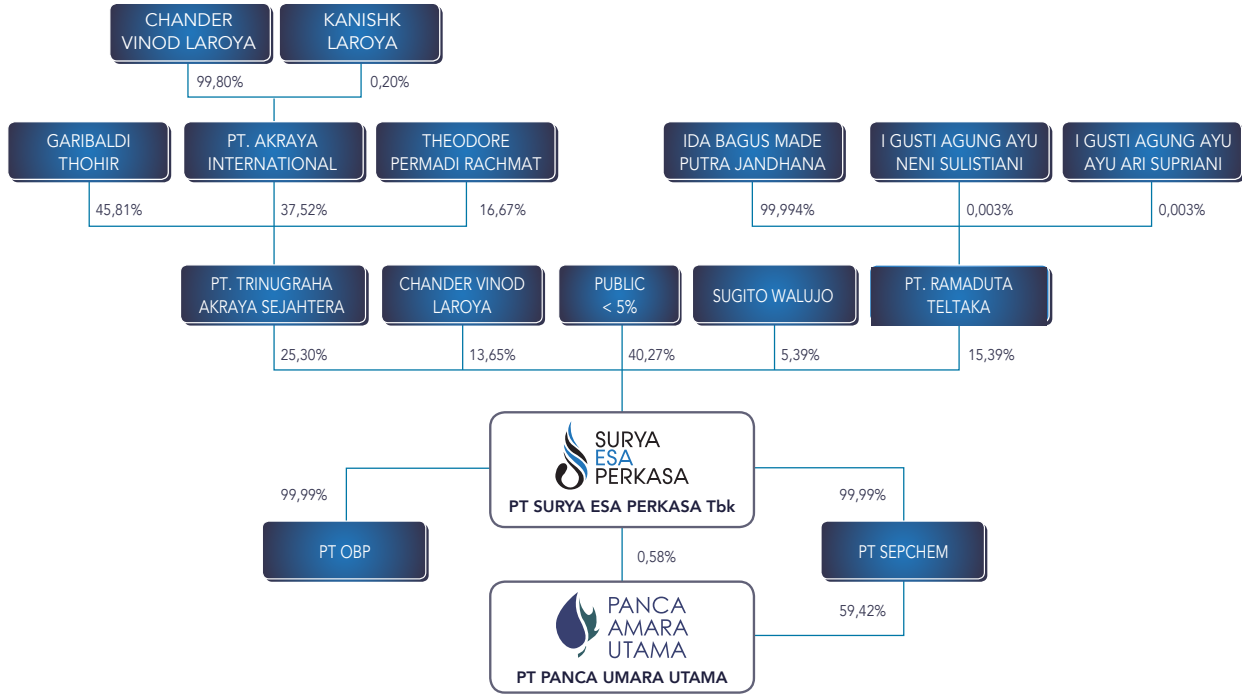 CHANDER
VINOD LAROYA
KANISHK
LAROYA
99,80%
0,20%
GARIBALDI
THOHIR
PT. AKRAYA
INTERNATIONAL
THEODORE
PERMADI RACHMAT
IDA BAGUS MADE
PUTRA JANDHANA
I GUSTI AGUNG AYU
NENI SULISTIANI
I GUSTI AGUNG AYU
AYU ARI SUPRIANI
45,81%
37,52%
16,67%
99,994%
0,003%
0,003%
PT. TRINUGRAHA
AKRAYA SEJAHTERA
CHANDER VINOD
LAROYA
PUBLIC
< 5%
SUGITO WALUJO
PT. RAMADUTA
TELTAKA
25,30%
13,65%
40,27%
5,39%
15,39%
SURYA
ESA
PERKASA
PT SURYA ESA PERKASA Tbk
99,99%
99,99%
PT OBP
0,58%
PT SEPCHEM
59,42%
PANCA
AMARA
UTAMA
PT PANCA UMARA UTAMA